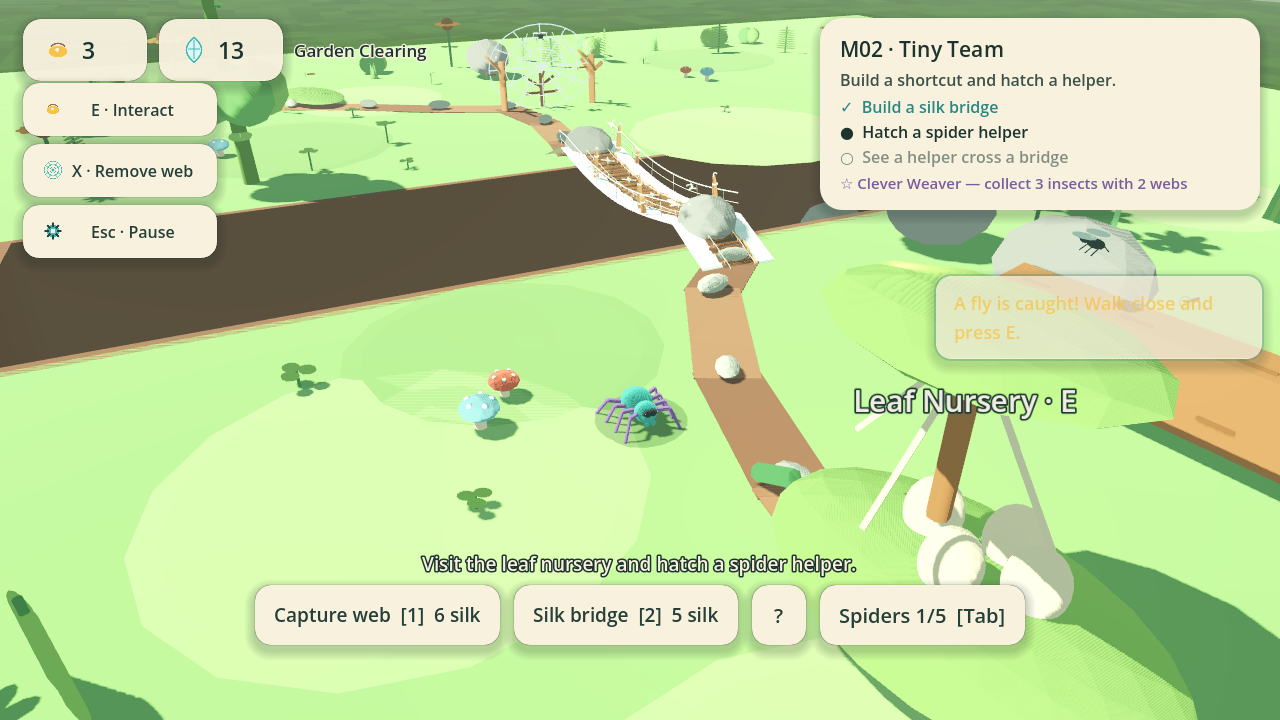 3
13
Garden Clearing
E · Interact
X · Remove web
Esc · Pause
M02 · Tiny Team
Build a shortcut and hatch a helper.
✓ Build a silk bridge
● Hatch a spider helper
○ See a helper cross a bridge
☆ Clever Weaver — collect 3 insects with 2 webs
A fly is caught! Walk close and
press E.
Leaf Nursery · E
Visit the leaf nursery and hatch a spider helper.
Capture web [1] 6 silk
Silk bridge [2] 5 silk
?
Spiders 1/5 [Tab]